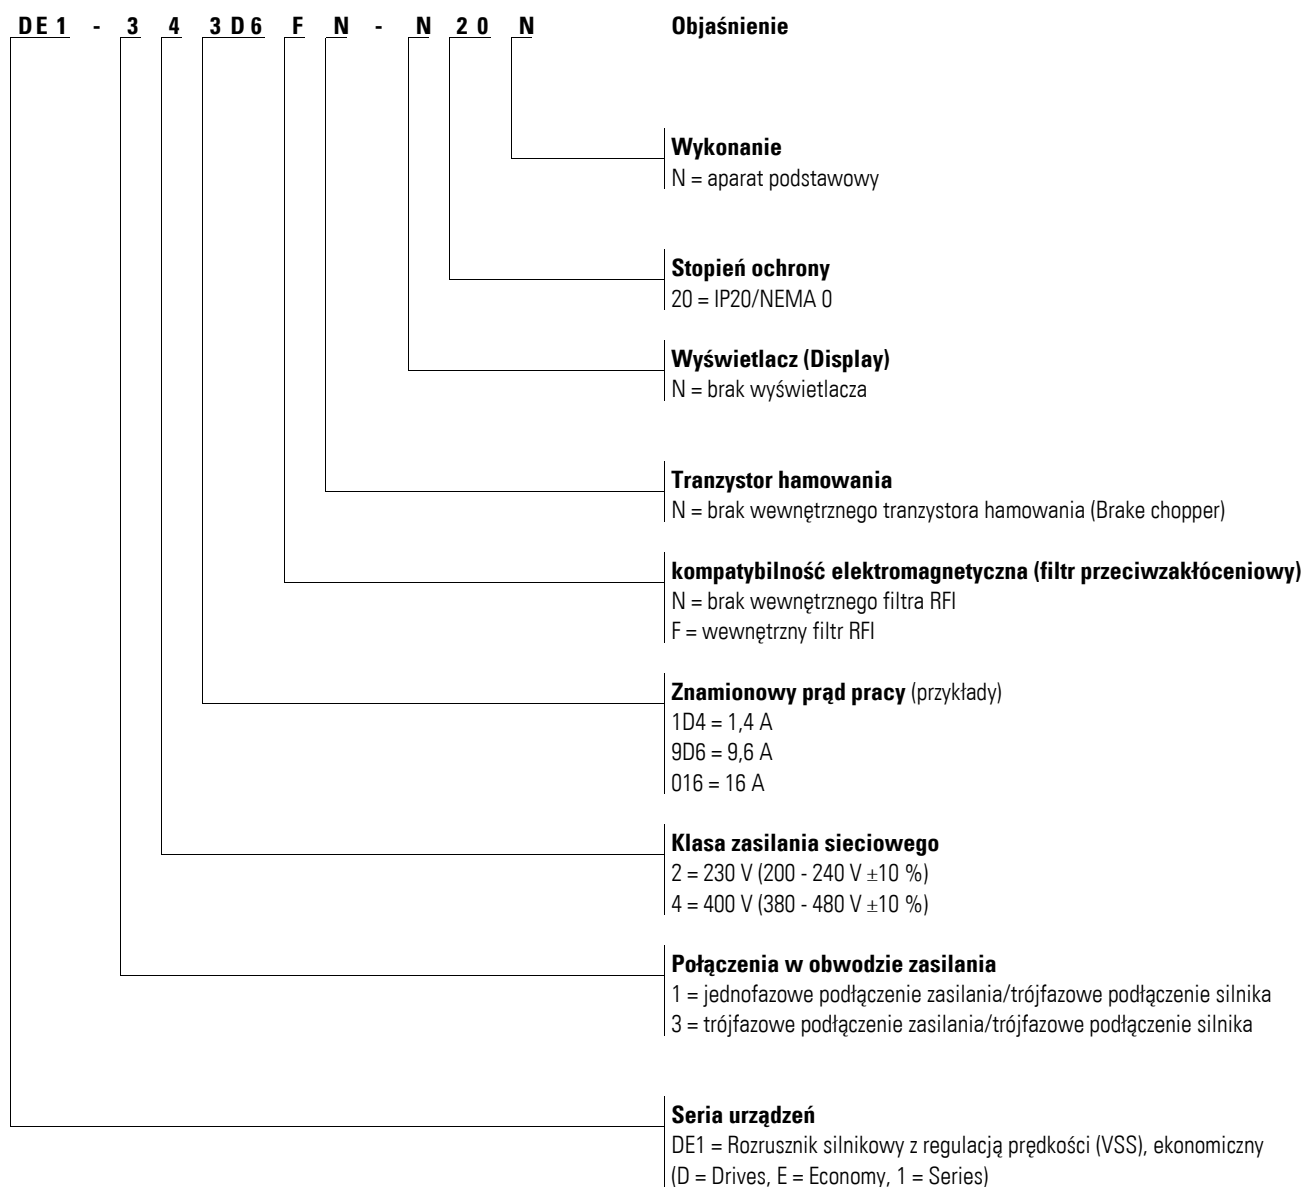 DE1 - 3 4 3D6 F N - N 20 N Objaśnienie
Wykonanie
N = aparat podstawowy
Stopień ochrony
20 = IP20/NEMA 0
Wyświetlacz (Display)
N = brak wyświetlacza
Tranzystor hamowania
N = brak wewnętrznego tranzystora hamowania (Brake chopper)
kompatybilność elektromagnetyczna (filtr przeciwzakłóceniowy)
N = brak wewnętrznego filtra RFI
F = wewnętrzny filtr RFI
Znamionowy prąd pracy (przykłady)
1D4 = 1,4 A
9D6 = 9,6 A
016 = 16 A
Klasa zasilania sieciowego
2 = 230 V (200 - 240 V ±10 %)
4 = 400 V (380 - 480 V ±10 %)
Połączenia w obwodzie zasilania
1 = jednofazowe podłączenie zasilania/trójfazowe podłączenie silnika
3 = trójfazowe podłączenie zasilania/trójfazowe podłączenie silnika
Seria urządzeń
DE1 = Rozrusznik silnikowy z regulacją prędkości (VSS), ekonomiczny
(D = Drives, E = Economy, 1 = Series)